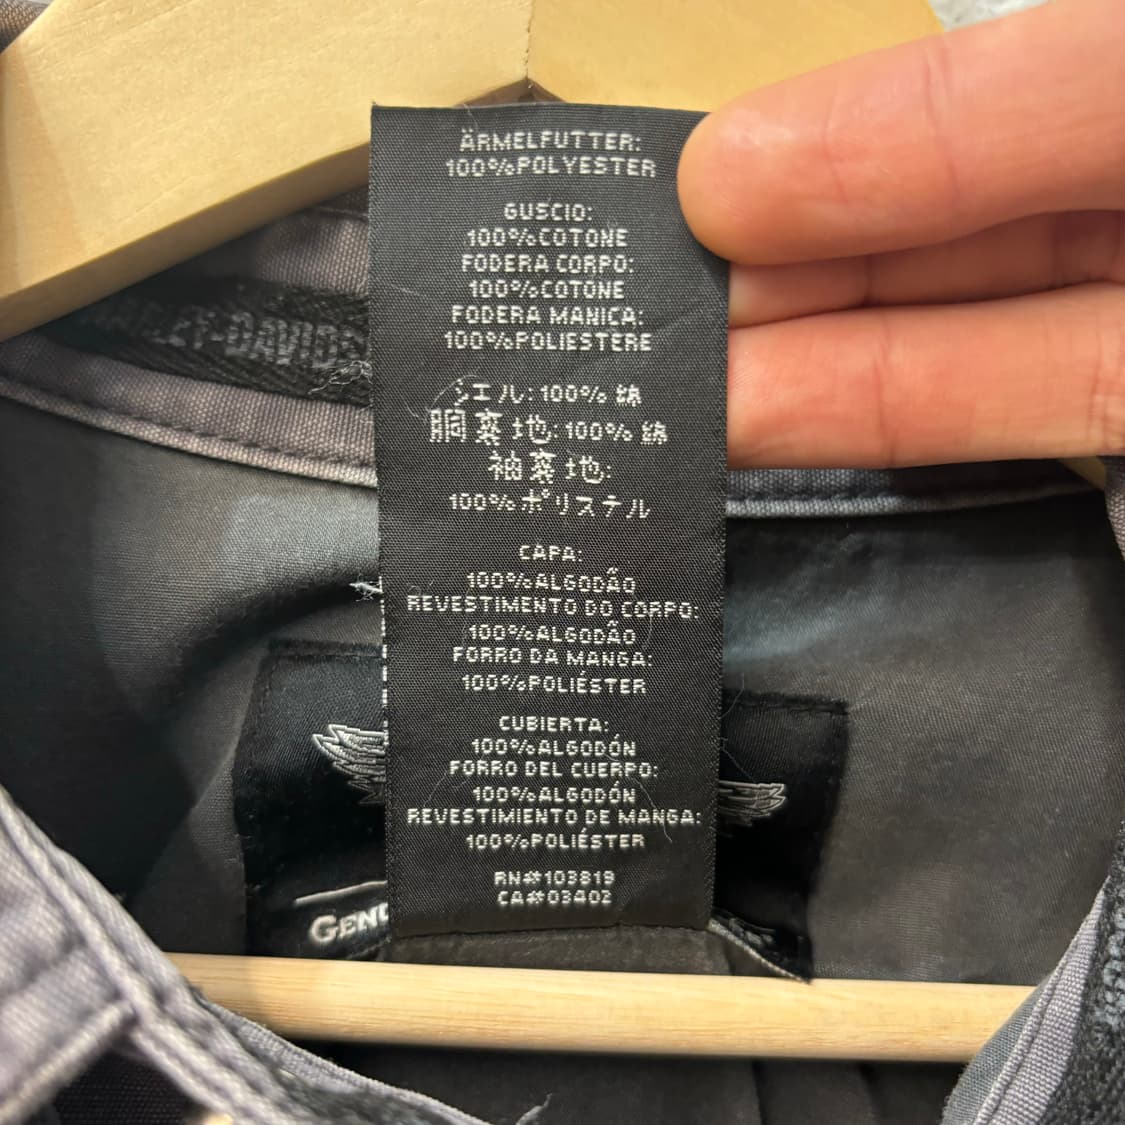 ÄRMELFUTTER:
100%POLYESTER
GUSCIO:
100%COTONE
FODERA CORPO:
100%COTONE
FODERA MANICA:
100%POLIESTERE
シエル:100% 綿
胴裏地:100% 綿
袖裏地:
100%ポリステル
CAPA:
100%ALGODÃO
REVESTIMENTO DO CORPO:
100%ALGODÃO
FORRO DA MANGA:
100%POLIÉSTER
CUBIERTA:
100%ALGODÓN
FORRO DEL CUERPO:
100%ALGODÓN
REVESTIMIENTO DE MANGA:
100%POLIÉSTER
RN#103819
CA#03402